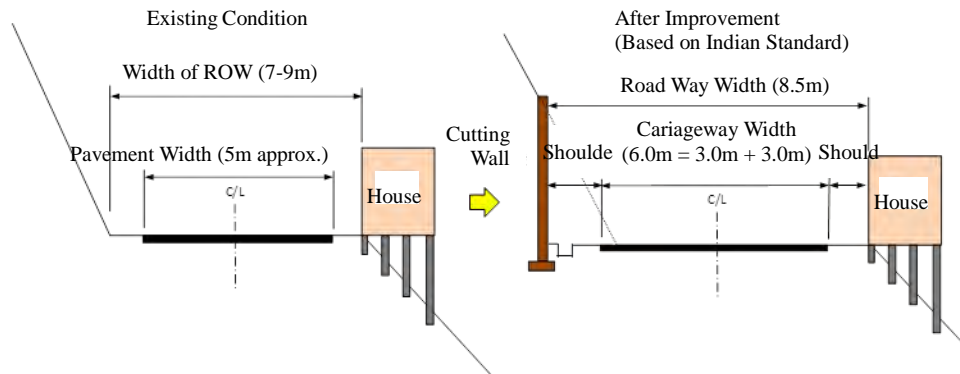 Existing Condition
Width of ROW (7-9m)
Pavement Width (5m approx.)
C/L
House
Cutting
Wall
After Improvement
(Based on Indian Standard)
Road Way Width (8.5m)
Cariageway Width
(6.0m = 3.0m + 3.0m)
Shoulde
Should
C/L
House